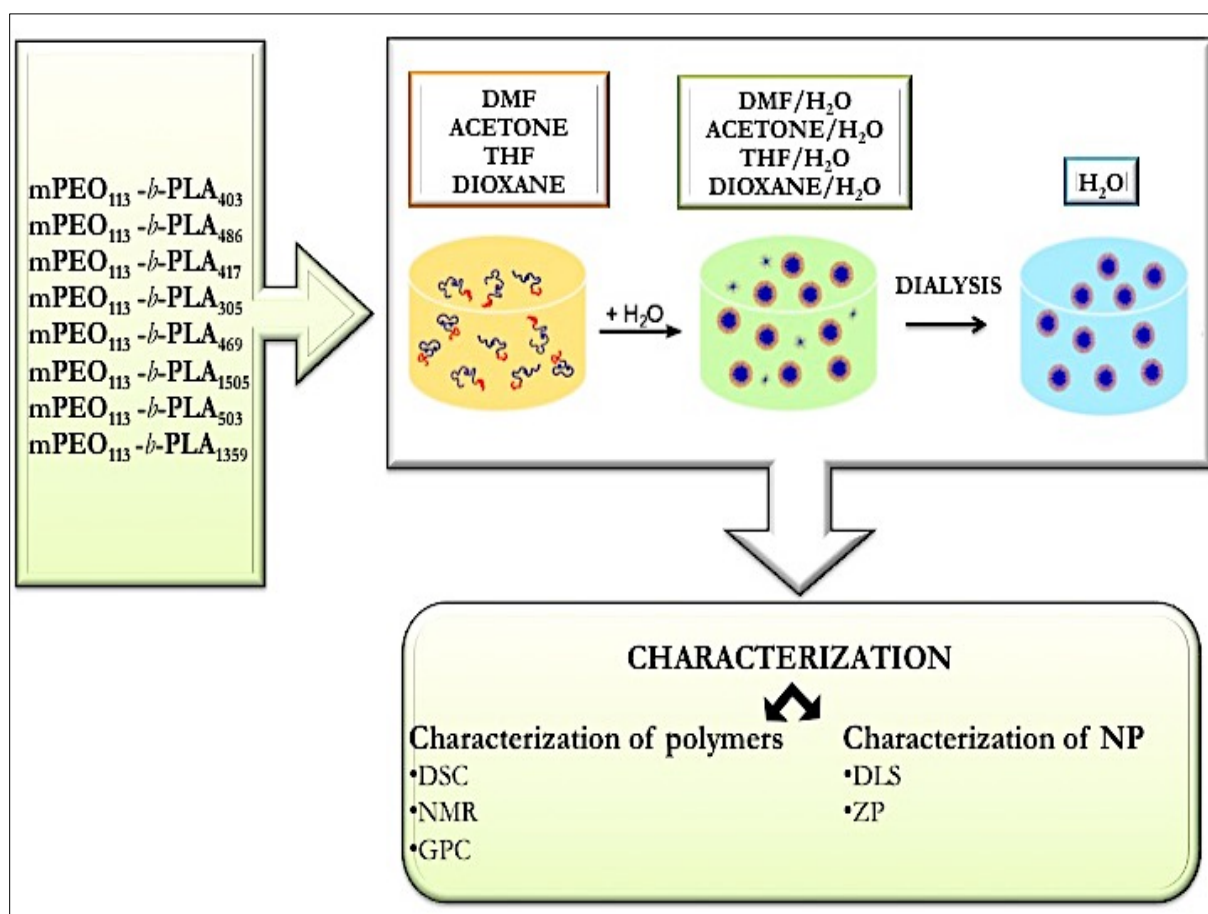 mPEO₁₁₃ -b-PLA₄₀₃
mPEO₁₁₃ -b-PLA₄₈₆
mPEO₁₁₃ -b-PLA₄₁₇
mPEO₁₁₃ -b-PLA₃₀₅
mPEO₁₁₃ -b-PLA₄₆₉
mPEO₁₁₃ -b-PLA₁₅₀₅
mPEO₁₁₃ -b-PLA₅₀₃
mPEO₁₁₃ -b-PLA₁₃₅₉
DMF
ACETONE
THF
DIOXANE
+ H₂O
DMF/H₂O
ACETONE/H₂O
THF/H₂O
DIOXANE/H₂O
DIALYSIS
H₂O
CHARACTERIZATION
Characterization of polymers
•DSC
•NMR
•GPC
Characterization of NP
•DLS
•ZP